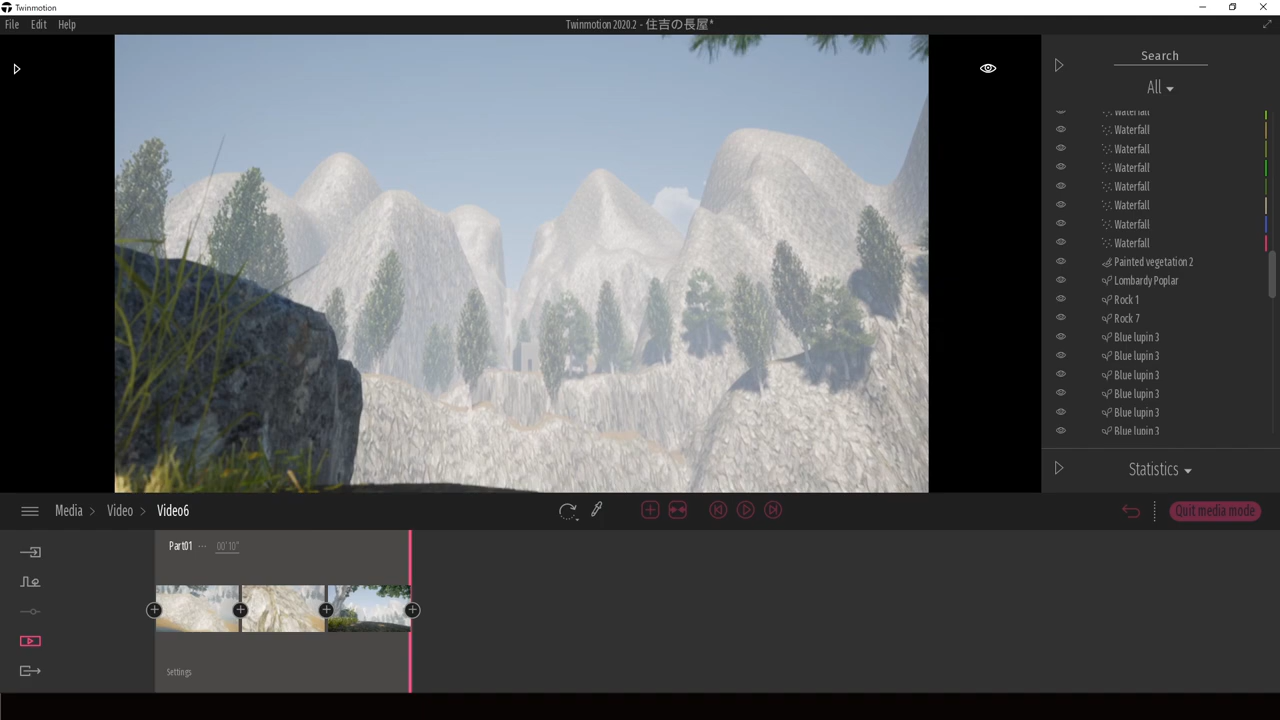 Twinmotion
File Edit Help
Twinmotion 2020.2 - 住吉の長屋*
Search
All
Waterfall
Waterfall
Waterfall
Waterfall
Waterfall
Waterfall
Waterfall
Waterfall
Painted vegetation 2
Lombardy Poplar
Rock 1
Rock 7
Blue lupin 3
Blue lupin 3
Blue lupin 3
Blue lupin 3
Blue lupin 3
Blue lupin 3
Statistics
Media > Video > Video6
Quit media mode
Part01 ... 00'10"
Settings